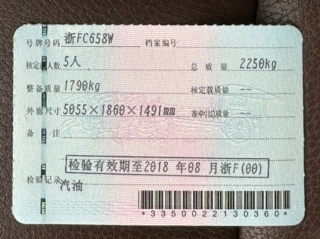 号牌号码 浙FC658W 档案编号
核定载人数 5人 总质量 2250kg
整备质量 1790kg 核定载质量 --
外廓尺寸 5055×1860×1491mm 准牵引总质量 --
备注
检验有效期至2018 年08 月浙F(00)
检验记录 汽油
*3350022130360*